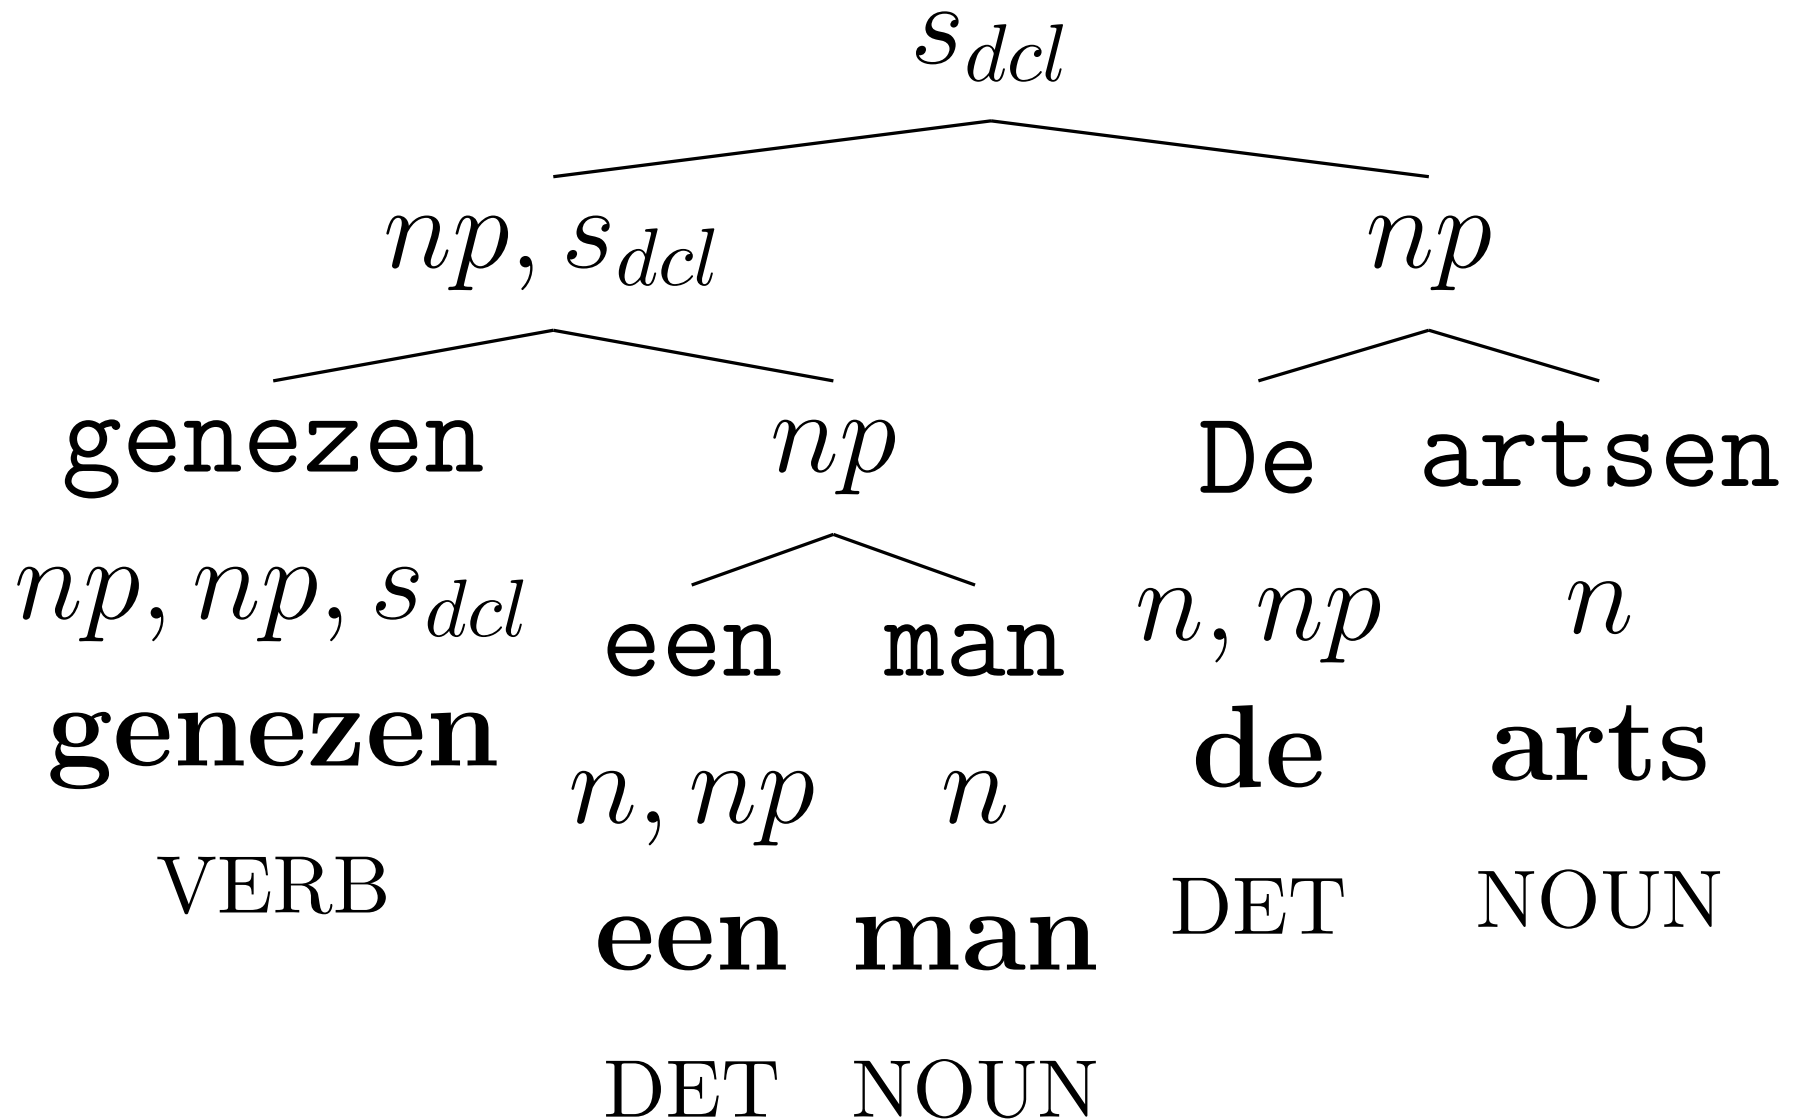 s_dcl
np, s_dcl np
genezen np De artsen
np, np, s_dcl een man n, np n
genezen n, np n de arts
VERB een man DET NOUN
DET NOUN